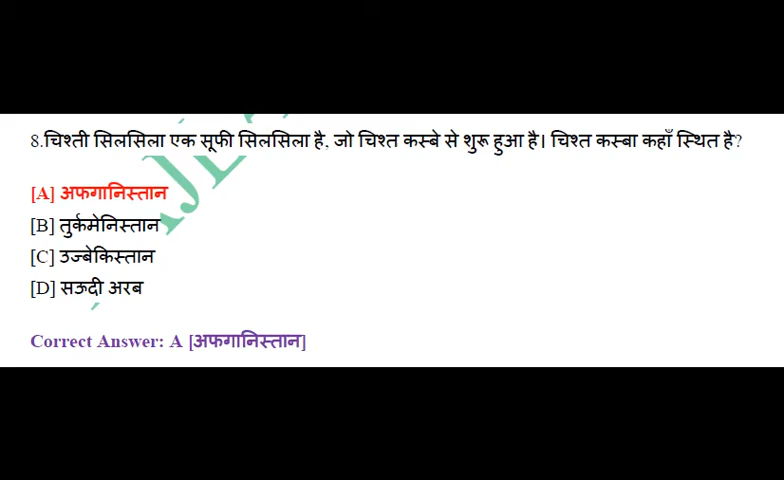 8.चिश्ती सिलसिला एक सूफी सिलसिला है, जो चिश्त कस्बे से शुरू हुआ है। चिश्त कस्बा कहाँ स्थित है?
[A] अफगानिस्तान
[B] तुर्कमेनिस्तान
[C] उज्बेकिस्तान
[D] सऊदी अरब
Correct Answer: A [अफगानिस्तान]